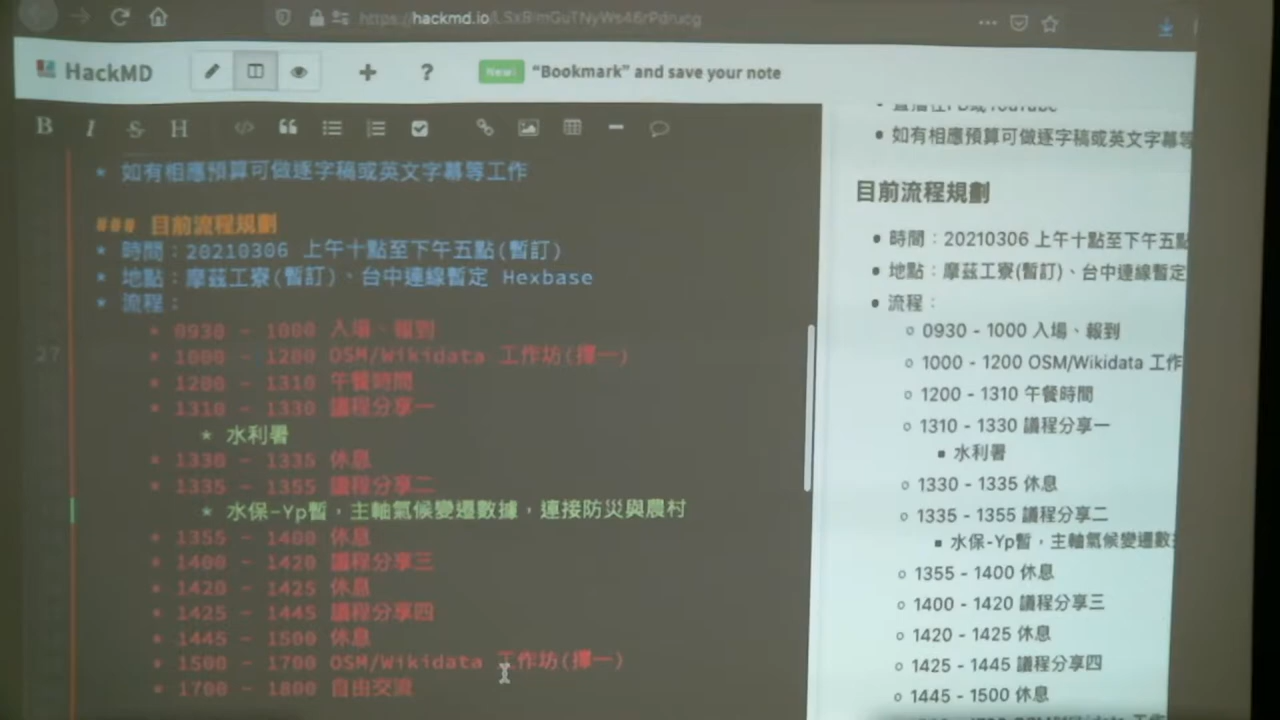 https://hackmd.io/
HackMD
New! “Bookmark” and save your note
B I S H
* 如有相應預算可做逐字稿或英文字幕等工作
### 目前流程規劃
* 時間：20210306 上午十點至下午五點(暫訂)
* 地點：摩茲工寮(暫訂)、台中連線暫定 Hexbase
* 流程：
* 0930 - 1000 入場、報到
27
* 1000 - 1200 OSM/Wikidata 工作坊(擇一)
* 1200 - 1310 午餐時間
* 1310 - 1330 議程分享一
* 水利署
* 1330 - 1335 休息
* 1335 - 1355 議程分享二
* 水保-Yp暫，主軸氣候變遷數據，連接防災與農村
* 1355 - 1400 休息
* 1400 - 1420 議程分享三
* 1420 - 1425 休息
* 1425 - 1445 議程分享四
* 1445 - 1500 休息
* 1500 - 1700 OSM/Wikidata 工作坊(擇一)
* 1700 - 1800 自由交流
如有相應預算可做逐字稿或英文字幕等
目前流程規劃
時間：20210306 上午十點至下午五點
地點：摩茲工寮(暫訂)、台中連線暫定
流程：
0930 - 1000 入場、報到
1000 - 1200 OSM/Wikidata 工作
1200 - 1310 午餐時間
1310 - 1330 議程分享一
水利署
1330 - 1335 休息
1335 - 1355 議程分享二
水保-Yp暫，主軸氣候變遷數
1355 - 1400 休息
1400 - 1420 議程分享三
1420 - 1425 休息
1425 - 1445 議程分享四
1445 - 1500 休息